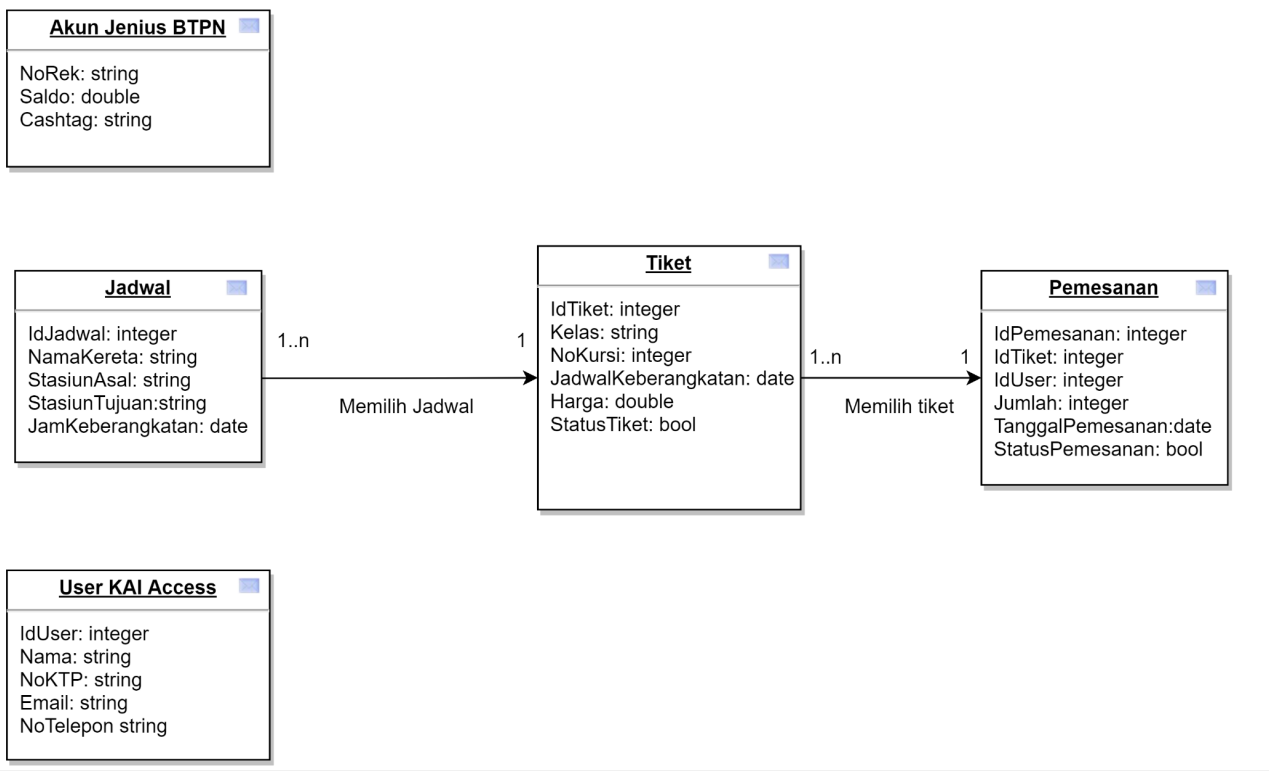 Akun Jenius BTPN
NoRek: string
Saldo: double
Cashtag: string
Jadwal
IdJadwal: integer
NamaKereta: string
StasiunAsal: string
StasiunTujuan:string
JamKeberangkatan: date
1..n
1
Memilih Jadwal
Tiket
IdTiket: integer
Kelas: string
NoKursi: integer
JadwalKeberangkatan: date
Harga: double
StatusTiket: bool
1..n
1
Memilih tiket
Pemesanan
IdPemesanan: integer
IdTiket: integer
IdUser: integer
Jumlah: integer
TanggalPemesanan:date
StatusPemesanan: bool
User KAI Access
IdUser: integer
Nama: string
NoKTP: string
Email: string
NoTelepon string